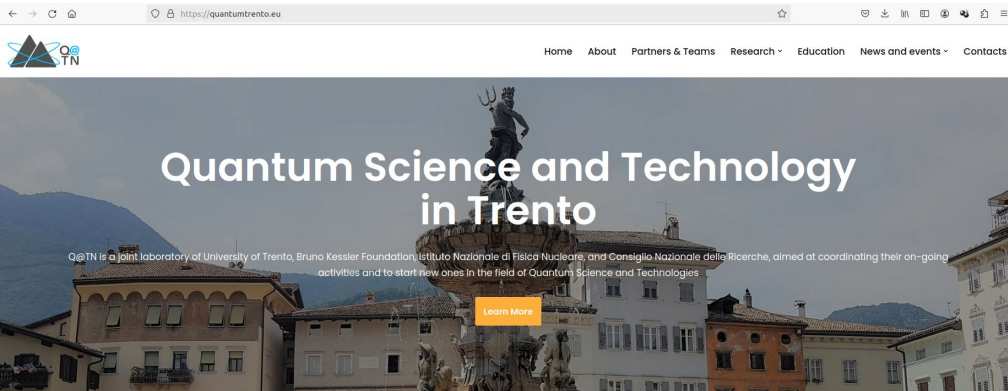 https://quantumtrento.eu
Q@
TN
Home About Partners & Teams Research Education News and events Contacts
Quantum Science and Technology
in Trento
Q@TN is a joint laboratory of University of Trento, Bruno Kessler Foundation, Istituto Nazionale di Fisica Nucleare, and Consiglio Nazionale delle Ricerche, aimed at coordinating their on-going
activities and to start new ones in the field of Quantum Science and Technologies
Learn More